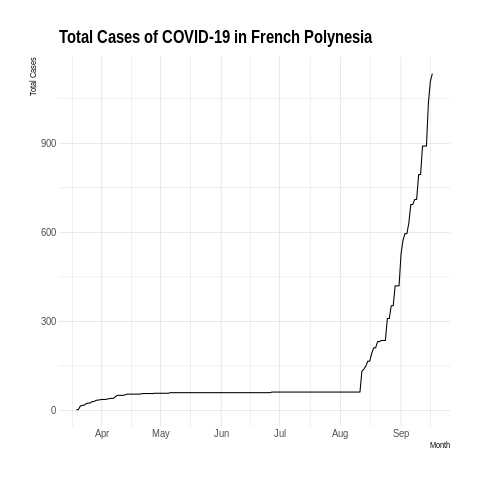 Total Cases of COVID-19 in French Polynesia
Total Cases
900
600
300
0
Apr May Jun Jul Aug Sep
Month